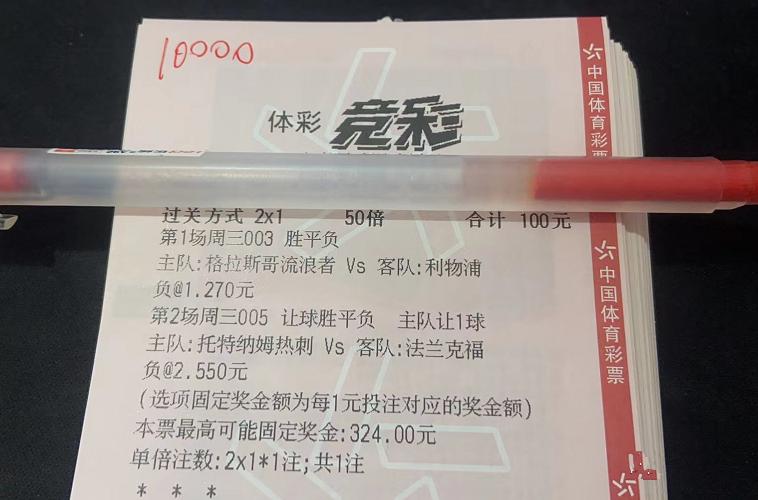 10000
体彩 竞彩
过关方式 2x1 50倍 合计 100元
第1场周三003 胜平负
主队:格拉斯哥流浪者 Vs 客队:利物浦
负@1.270元
第2场周三005 让球胜平负 主队让1球
主队:托特纳姆热刺 Vs 客队:法兰克福
负@2.550元
(选项固定奖金额为每1元投注对应的奖金额)
本票最高可能固定奖金:324.00元
单倍注数:2x1*1注;共1注
* * *
中国体育彩票
中国体育彩票